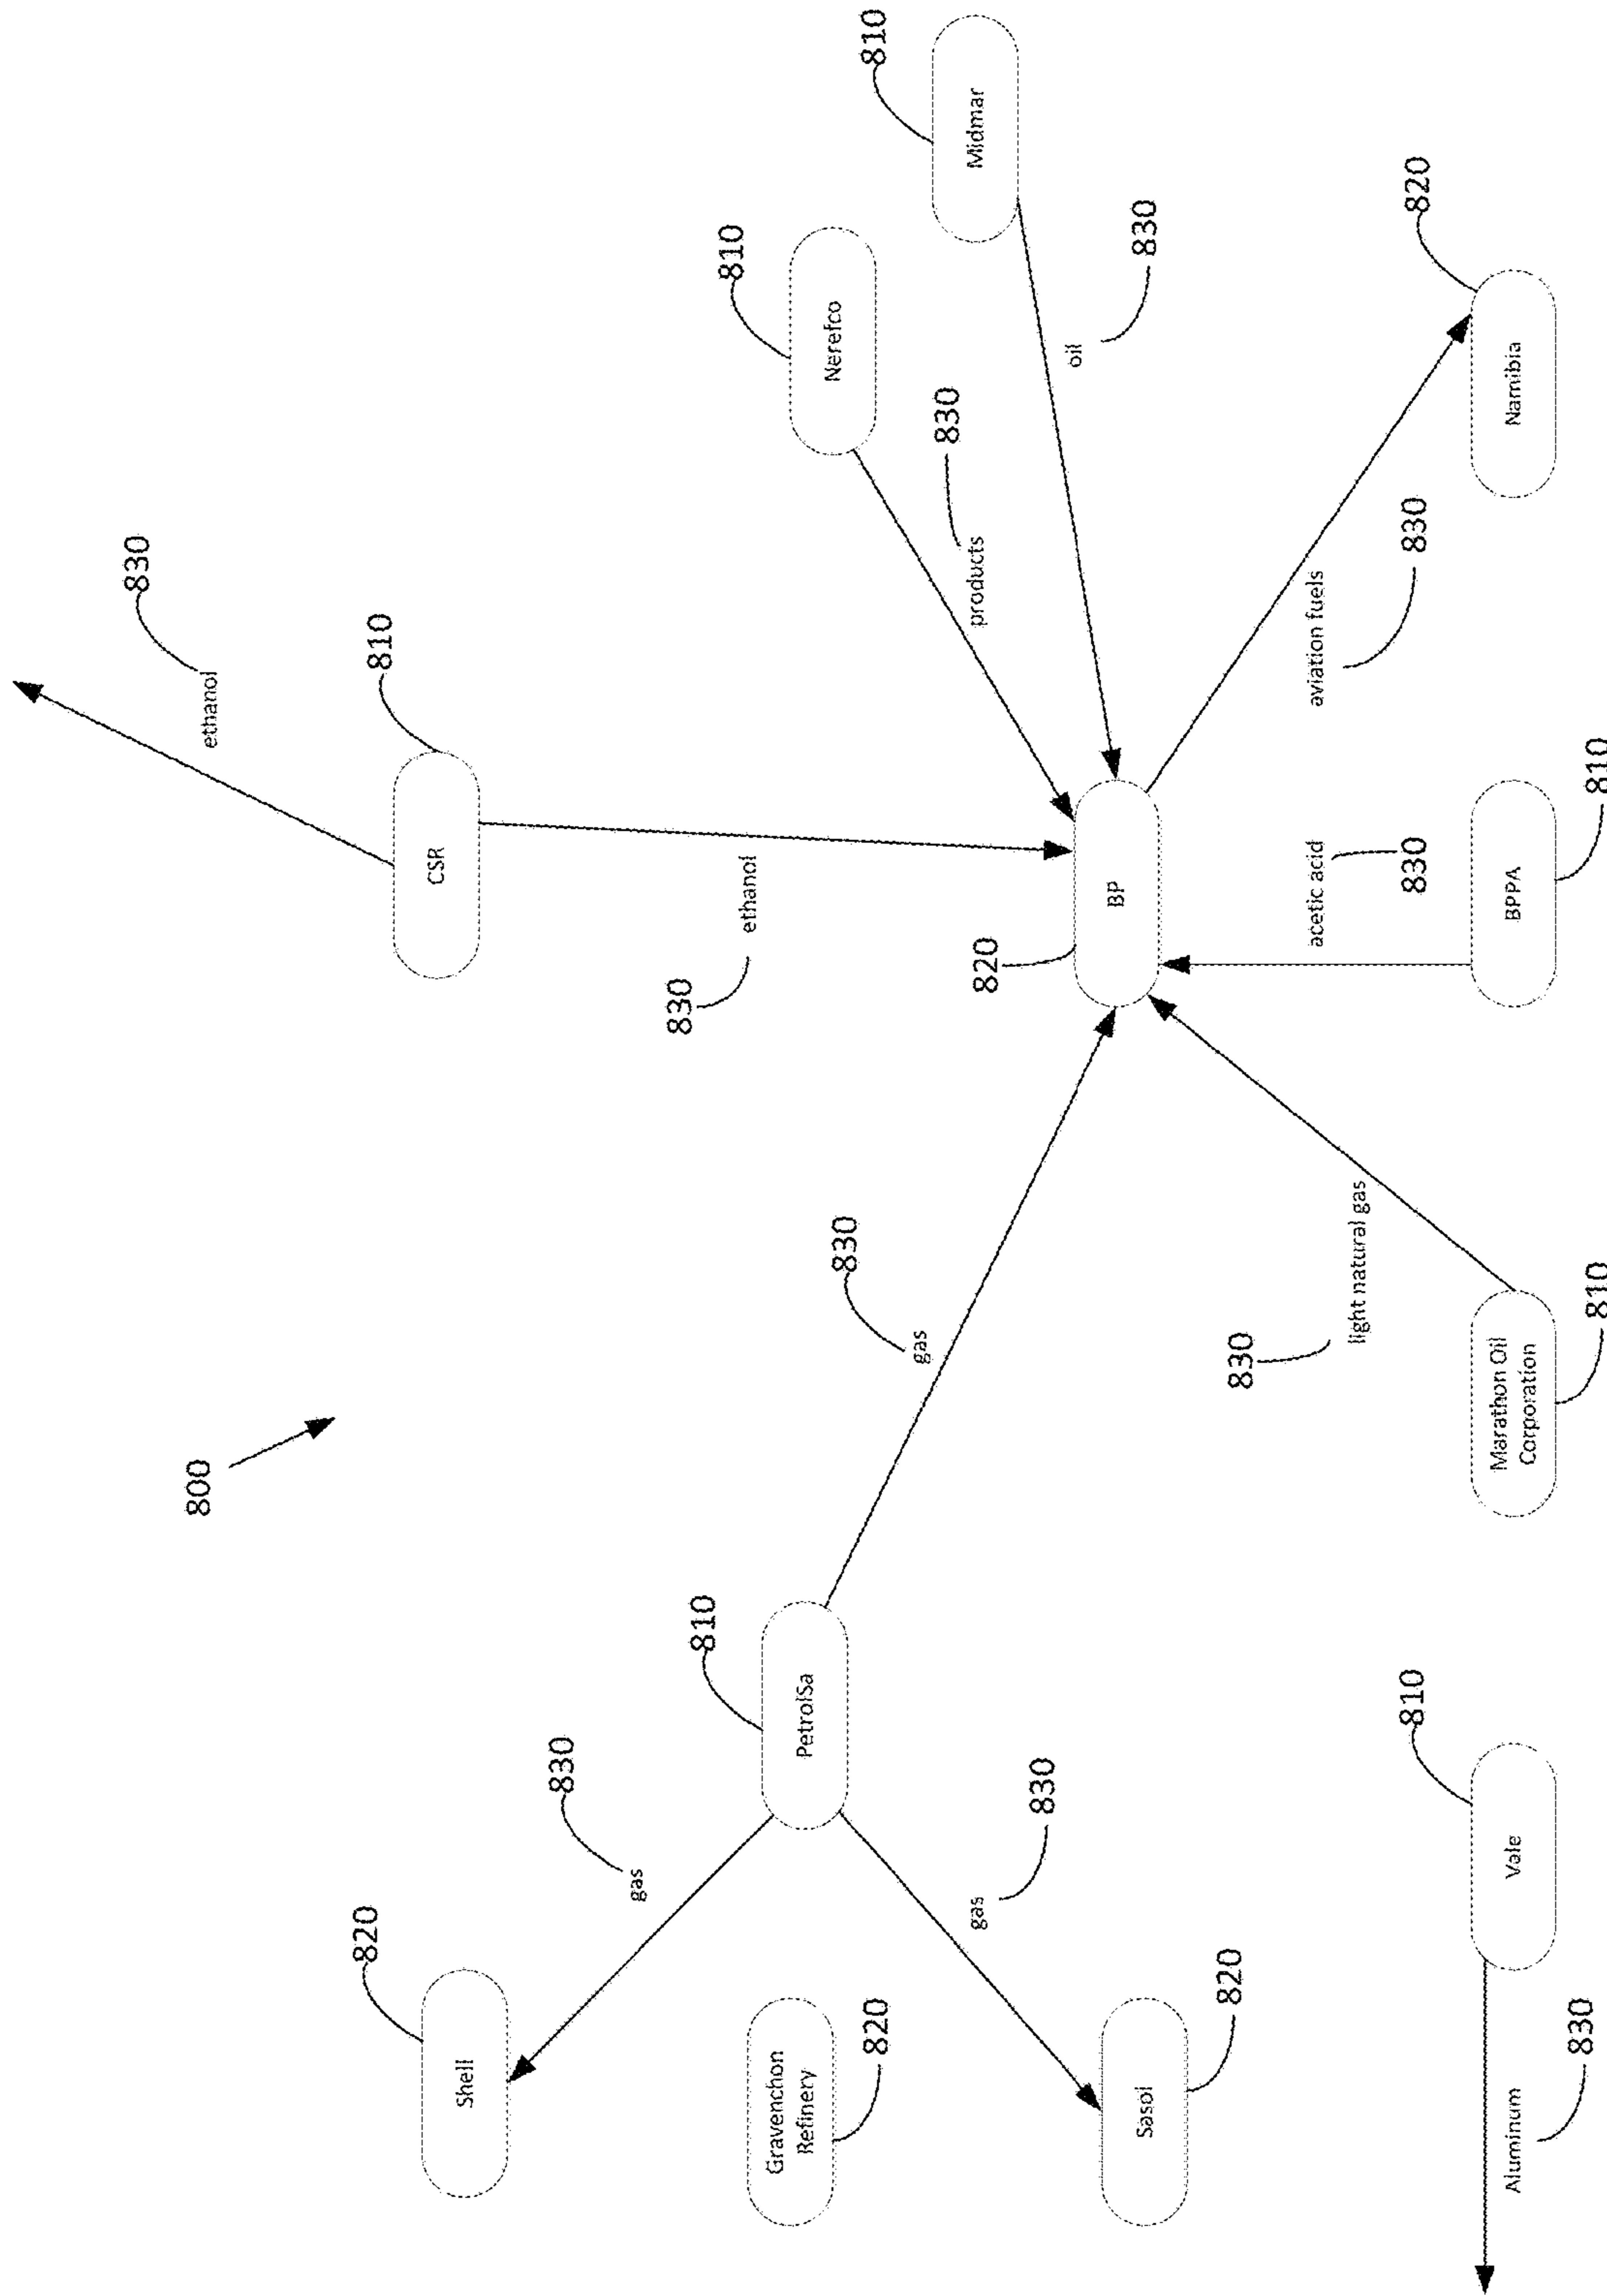 830
800
ethanol
820
810
CSR
Shell
830
gas
830
810
810
ethanol
Gravenchon
Refinery
PetrolSa
Nerefco
830
810
820
gas
830
products
Midmar
gas
820
830
oil
BP
830
Sasol
820
830
acetic acid
aviation fuels
light natural gas
810
830
830
820
Aluminum
Vale
Marathon Oil
Corporation
BPPA
Namibia
830
810
810